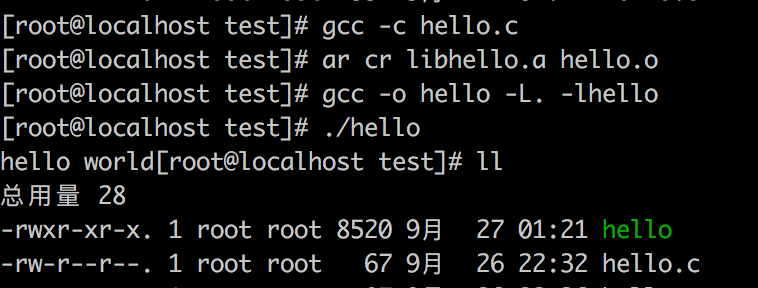 [root@localhost test]# gcc -c hello.c
[root@localhost test]# ar cr libhello.a hello.o
[root@localhost test]# gcc -o hello -L. -lhello
[root@localhost test]# ./hello
hello world[root@localhost test]# ll
总用量 28
-rwxr-xr-x. 1 root root 8520 9月  27 01:21 hello
-rw-r--r--. 1 root root   67 9月  26 22:32 hello.c